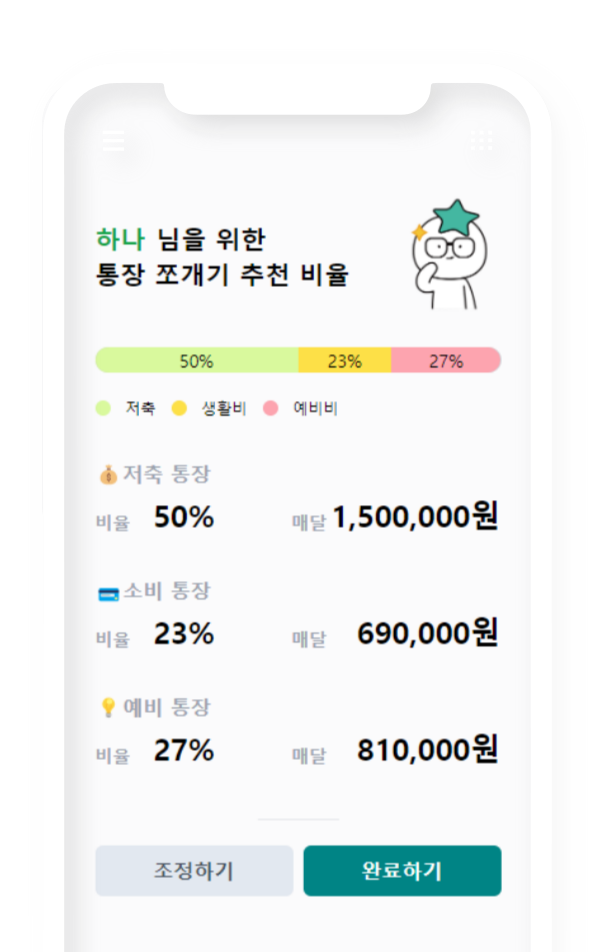 하나 님을 위한
통장 쪼개기 추천 비율
50% 23% 27%
저축 생활비 예비비
저축 통장
비율 50% 매달 1,500,000원
소비 통장
비율 23% 매달 690,000원
예비 통장
비율 27% 매달 810,000원
조정하기 완료하기